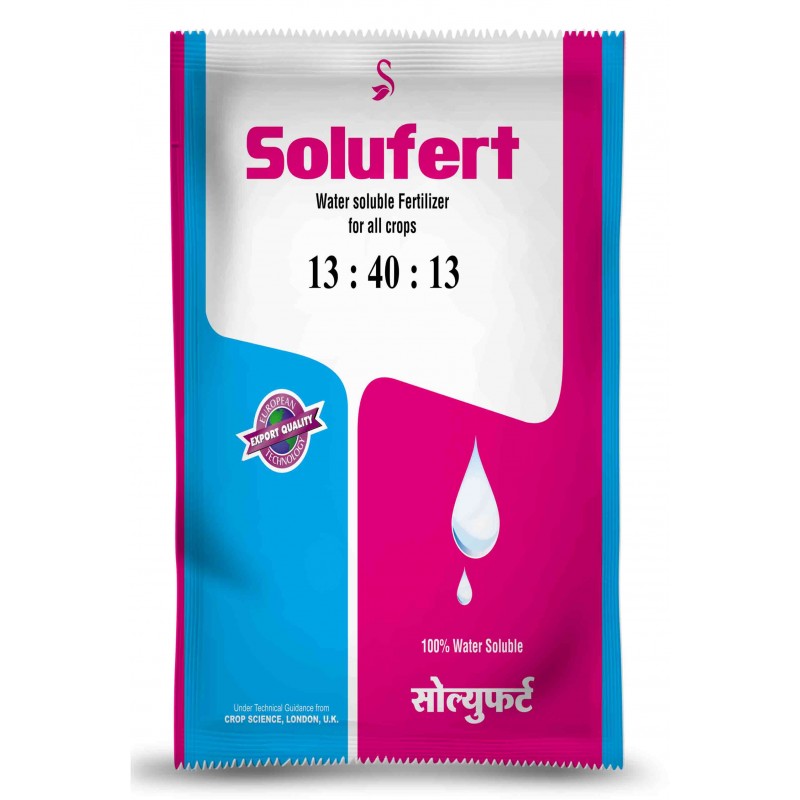 Solufert
Water soluble Fertilizer
for all crops
13 : 40 : 13
EUROPEAN
EXPORT QUALITY
TECHNOLOGY
100% Water Soluble
सोल्युफर्ट
Under Technical Guidance from
CROP SCIENCE, LONDON, U.K.